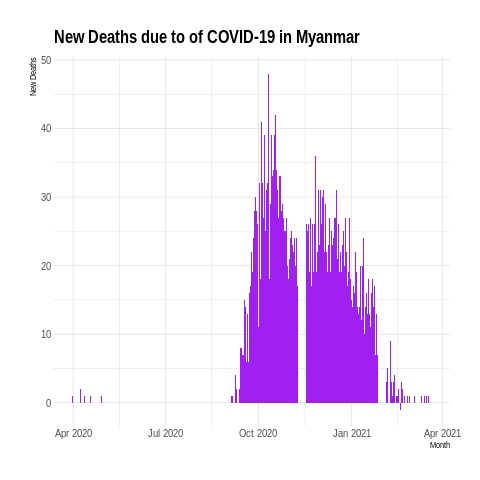 New Deaths due to of COVID-19 in Myanmar
New Deaths
50
40
30
20
10
0
Apr 2020
Jul 2020
Oct 2020
Jan 2021
Apr 2021
Month